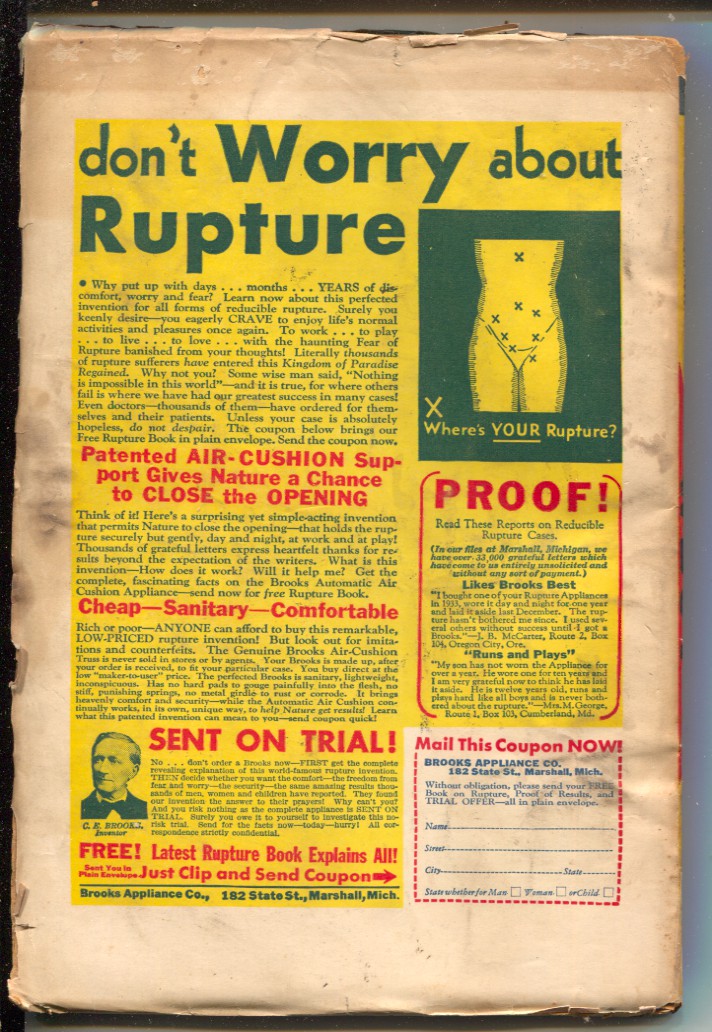 don't Worry about
Rupture
• Why put up with days . . . months . . . YEARS of dis-
comfort, worry and fear? Learn now about this perfected
invention for all forms of reducible rupture. Surely you
keenly desire—you eagerly CRAVE to enjoy life's normal
activities and pleasures once again. To work . . . to play
. . . to live . . . to love . . . with the haunting Fear of
Rupture banished from your thoughts! Literally thousands
of rupture sufferers have entered this Kingdom of Paradise
Regained. Why not you? Some wise man said, "Nothing
is impossible in this world"—and it is true, for where others
fail is where we have had our greatest success in many cases!
Even doctors—thousands of them—have ordered for them-
selves and their patients. Unless your case is absolutely
hopeless, do not despair. The coupon below brings our
Free Rupture Book in plain envelope. Send the coupon now.
Patented AIR-CUSHION Sup-
port Gives Nature a Chance
to CLOSE the OPENING
Think of it! Here's a surprising yet simple-acting invention
that permits Nature to close the opening—that holds the rup-
ture securely but gently, day and night, at work and at play!
Thousands of grateful letters express heartfelt thanks for re-
sults beyond the expectation of the writers. What is this
invention—How does it work? Will it help me? Get the
complete, fascinating facts on the Brooks Automatic Air
Cushion Appliance—send now for free Rupture Book.
Cheap—Sanitary—Comfortable
Rich or poor—ANYONE can afford to buy this remarkable,
LOW-PRICED rupture invention! But look out for imita-
tions and counterfeits. The Genuine Brooks Air-Cushion
Truss is never sold in stores or by agents. Your Brooks is made up, after
your order is received, to fit your particular case. You buy direct at the
low "maker-to-user" price. The perfected Brooks is sanitary, lightweight,
inconspicuous. Has no hard pads to gouge painfully into the flesh, no
stiff, punishing springs, no metal girdle to rust or corrode. It brings
heavenly comfort and security—while the Automatic Air Cushion con-
tinually works, in its own, unique way, to help Nature get results! Learn
what this patented invention can mean to you—send coupon quick!
SENT ON TRIAL!
No . . . don't order a Brooks now—FIRST get the complete
revealing explanation of this world-famous rupture invention.
THEN decide whether you want the comfort—the freedom from
fear and worry—the security—the same amazing results thou-
sands of men, women and children have reported. They found
our invention the answer to their prayers! Why can't you?
And you risk nothing as the complete appliance is SENT ON
TRIAL. Surely you owe it to yourself to investigate this no-
risk trial. Send for the facts now—today—hurry! All cor-
respondence strictly confidential.
C. E. BROOKS,
Inventor
FREE! Latest Rupture Book Explains All!
Sent You in
Plain Envelope
Just Clip and Send Coupon
Brooks Appliance Co., 182 State St., Marshall, Mich.
X X X X X X X X
X
Where's YOUR Rupture?
PROOF!
Read These Reports on Reducible
Rupture Cases.
(In our files at Marshall, Michigan, we
have over 33,000 grateful letters which
have come to us entirely unsolicited and
without any sort of payment.)
Likes Brooks Best
"I bought one of your Rupture Appliances
in 1933, wore it day and night for one year
and laid it aside last December. The rup-
ture hasn't bothered me since. I used sev-
eral others without success until I got a
Brooks."—J. B. McCarter, Route 2, Box
104, Oregon City, Ore.
"Runs and Plays"
"My son has not worn the Appliance for
over a year. He wore one for ten years and
I am very grateful now to think he has laid
it aside. He is twelve years old, runs and
plays hard like all boys and is never both-
ered about the rupture."—Mrs. M. George,
Route 1, Box 103, Cumberland, Md.
Mail This Coupon NOW!
BROOKS APPLIANCE CO.
182 State St., Marshall, Mich.
Without obligation, please send your FREE
Book on Rupture, Proof of Results, and
TRIAL OFFER—all in plain envelope.
Name
Street
City State
State whether for Man □ Woman □ or Child □